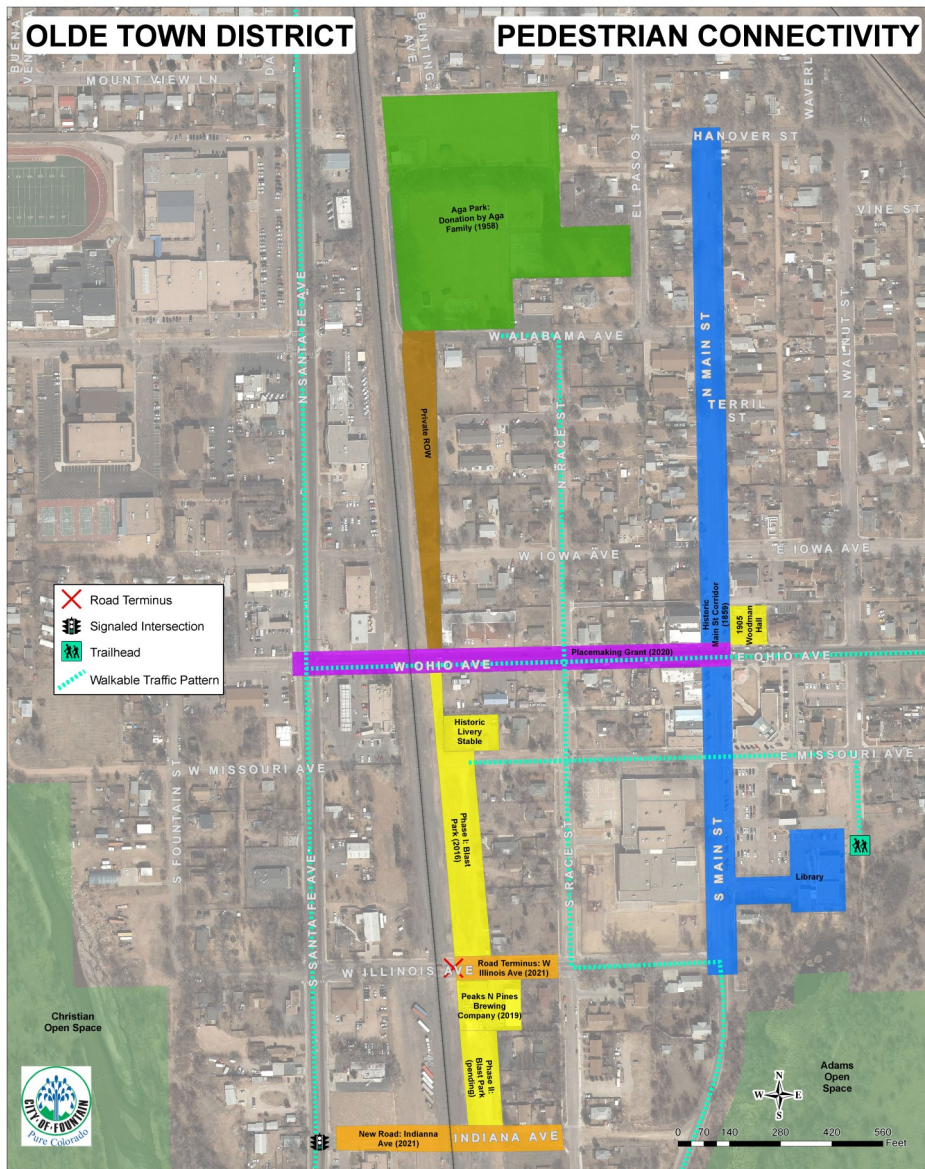 OLDE TOWN DISTRICT
PEDESTRIAN CONNECTIVITY
MOUNT VIEW LN
BUNTING
AVE
HANOVER ST
EL PASO ST
VINE ST
Aga Park:
Donation by Aga
Family (1958)
N SANTA FE AVE
W ALABAMA AVE
N MAIN ST
N WALNUT ST
TERRIL
ST
Private ROW
N RACE ST
W IOWA AVE
E IOWA AVE
Road Terminus
Signaled Intersection
Trailhead
Walkable Traffic Pattern
Historic
Main St Corridor
(1859)
1905
Woodman
Hall
Placemaking Grant (2020)
W OHIO AVE
E OHIO AVE
Historic
Livery
Stable
E MISSOURI AVE
W MISSOURI AVE
S FOUNTAIN ST
Phase I: Blast
Park (2016)
S RACE ST
S MAIN ST
Library
S SANTA FE AVE
W ILLINOIS AVE
Road Terminus: W
Illinois Ave (2021)
Peaks N Pines
Brewing
Company (2019)
Christian
Open Space
Phase II:
Blast Park
(pending)
Adams
Open
Space
N
W E
S
CITY OF FOUNTAIN
Pure Colorado
New Road: Indianna
Ave (2021)
INDIANA AVE
0 70 140 280 420 560
Feet